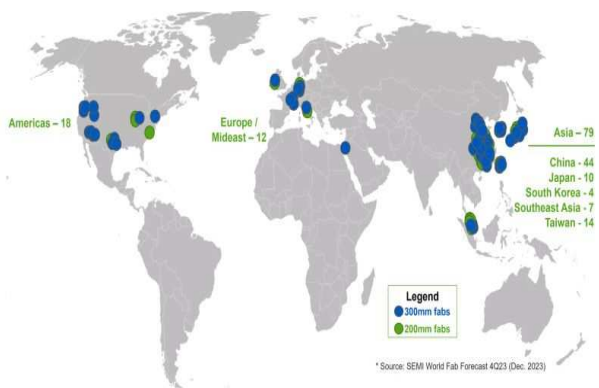 Americas – 18
Europe /
Mideast – 12
Asia – 79
China - 44
Japan - 10
South Korea - 4
Southeast Asia - 7
Taiwan - 14
Legend
300mm fabs
200mm fabs
* Source: SEMI World Fab Forecast 4Q23 (Dec. 2023)